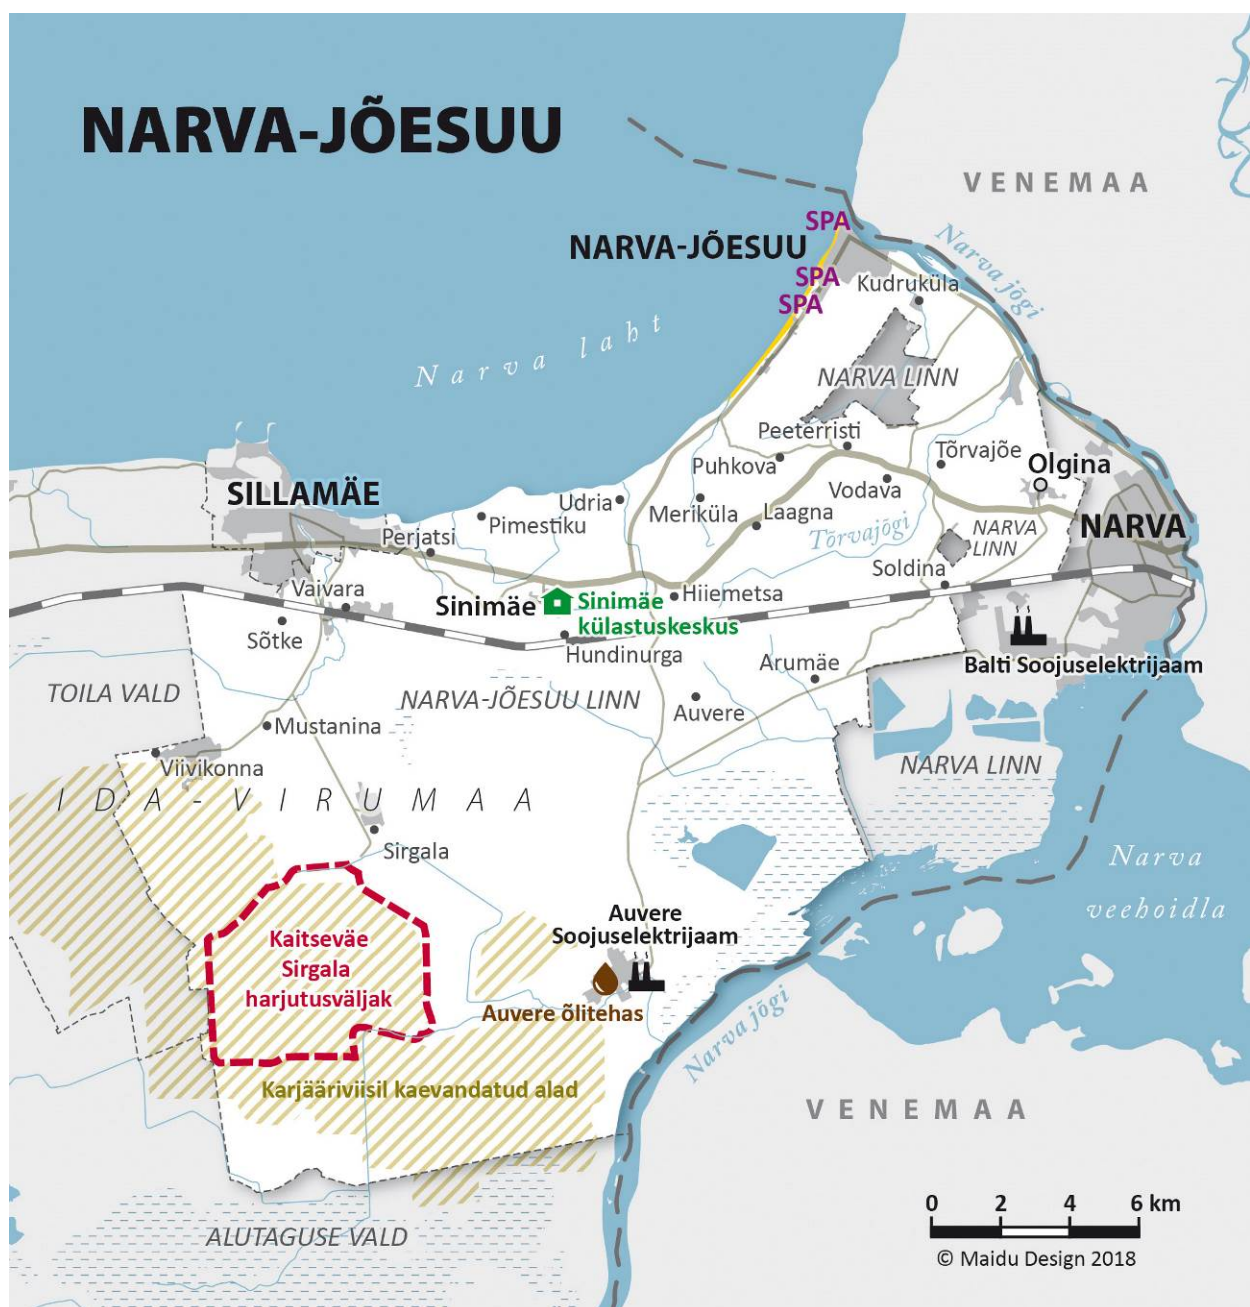 NARVA-JÕESUU
VENEMAA
SPA
NARVA-JÕESUU
Narva jõgi
SPA
Kudruküla
SPA
Narva laht
NARVA LINN
Peeterristi
Puhkova
Tõrvajõe
Olgina
SILLAMÄE
Udria
Meriküla
Vodava
Pimestiku
Laagna
NARVA
Perjatsi
Tõrvajõgi
NARVA
LINN
Soldina
Vaivara
Sinimäe
Sinimäe
külastuskeskus
Hiiemetsa
Sõtke
Hundinurga
Arumäe
Balti Soojuselektrijaam
TOILA VALD
NARVA-JÕESUU LINN
Auvere
Mustanina
Viivikonna
NARVA LINN
IDA-VIRUMAA
Sirgala
Narva
veehoidla
Auvere
Soojuselektrijaam
Kaitseväe
Sirgala
harjutusväljak
Auvere õlitehas
Narva jõgi
Karjääriviisil kaevandatud alad
VENEMAA
0 2 4 6 km
ALUTAGUSE VALD
© Maidu Design 2018